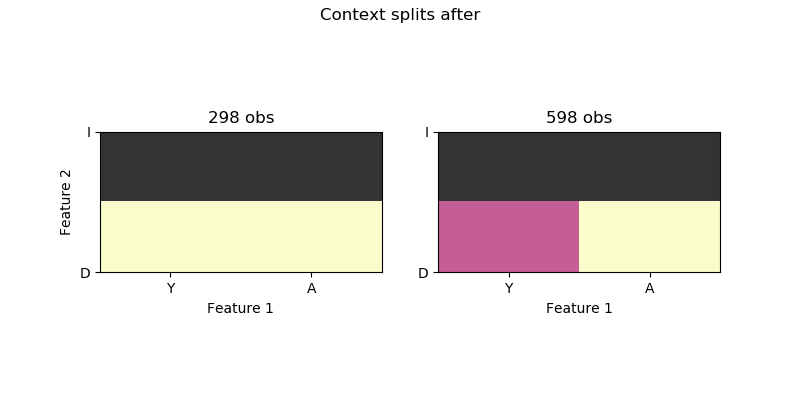 Context splits after
298 obs
598 obs
I
Feature 2
D
Y
A
Feature 1
I
D
Y
A
Feature 1